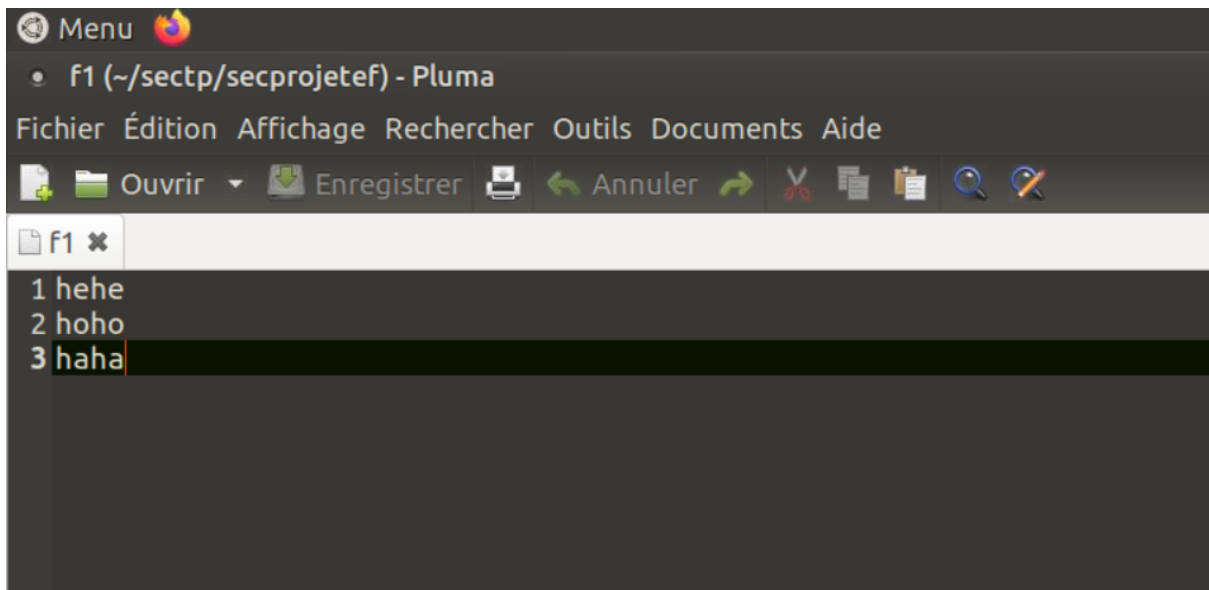 Menu
f1 (~/sectp/secprojetef) - Pluma
Fichier Édition Affichage Rechercher Outils Documents Aide
Ouvrir Enregistrer Annuler
f1
1 hehe
2 hoho
3 haha